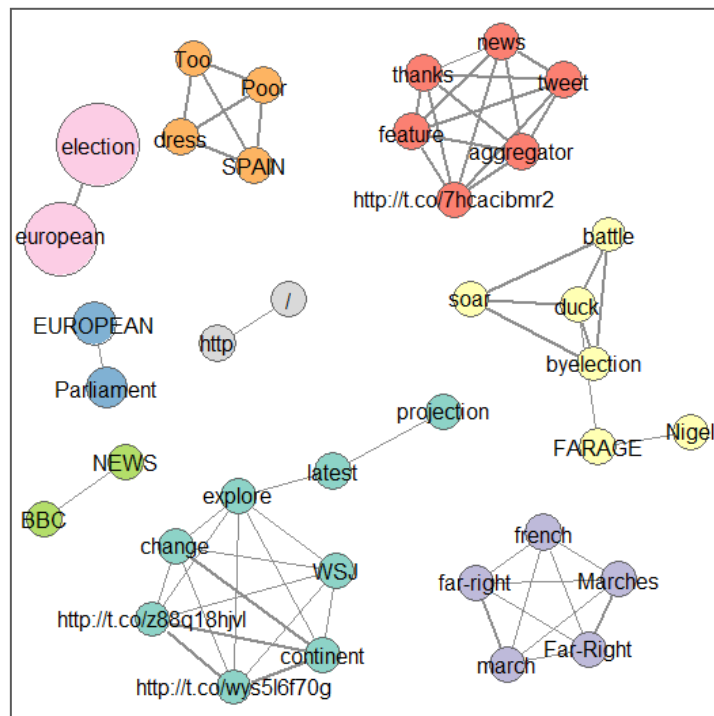 news
Too
thanks
tweet
Poor
feature
dress
election
aggregator
SPAIN
http://t.co/7hcacibmr2
european
battle
soar
/
duck
EUROPEAN
http
byelection
Parliament
projection
Nigel
FARAGE
NEWS
latest
explore
BBC
french
change
WSJ
far-right
Marches
http://t.co/z88q18hjvl
continent
Far-Right
march
http://t.co/wys5l6f70g